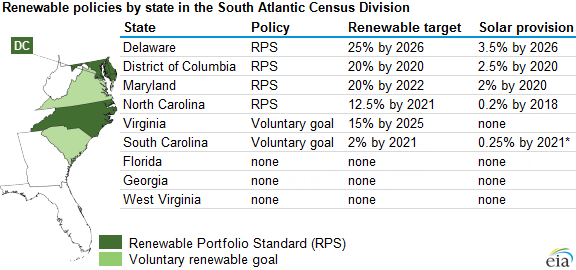 Renewable policies by state in the South Atlantic Census Division
DC
State Policy Renewable target Solar provision
Delaware RPS 25% by 2026 3.5% by 2026
District of Columbia RPS 20% by 2020 2.5% by 2020
Maryland RPS 20% by 2022 2% by 2020
North Carolina RPS 12.5% by 2021 0.2% by 2018
Virginia Voluntary goal 15% by 2025 none
South Carolina Voluntary goal 2% by 2021 0.25% by 2021*
Florida none none none
Georgia none none none
West Virginia none none none
Renewable Portfolio Standard (RPS)
Voluntary renewable goal
eia